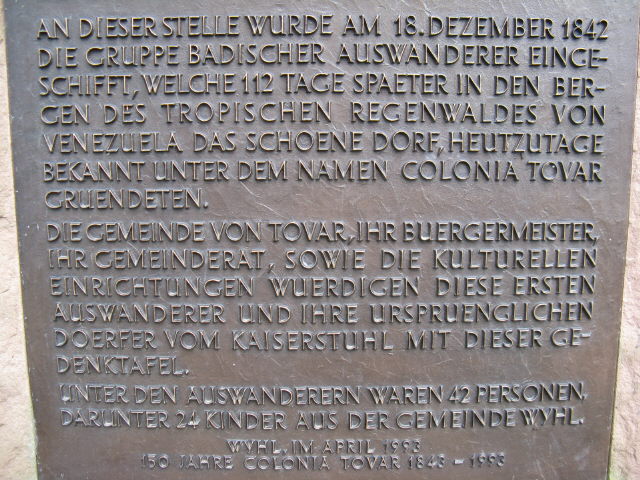 AN DIESER STELLE WURDE AM 18. DEZEMBER 1842
DIE GRUPPE BADISCHER AUSWANDERER EINGE-
SCHIFFT, WELCHE 112 TAGE SPAETER IN DEN BER-
GEN DES TROPISCHEN REGENWALDES VON
VENEZUELA DAS SCHOENE DORF, HEUTZUTAGE
BEKANNT UNTER DEM NAMEN COLONIA TOVAR
GRUENDETEN.
DIE GEMEINDE VON TOVAR, IHR BUERGERMEISTER,
IHR GEMEINDERAT, SOWIE DIE KULTURELLEN
EINRICHTUNGEN WUERDIGEN DIESE ERSTEN
AUSWANDERER UND IHRE URSPRUENGLICHEN
DOERFER VOM KAISERSTUHL MIT DIESER GE-
DENKTAFEL.
UNTER DEN AUSWANDERERN WAREN 42 PERSONEN,
DARUNTER 24 KINDER AUS DER GEMEINDE WYHL.
WYHL, IM APRIL 1993
150 JAHRE COLONIA TOVAR 1843 - 1993